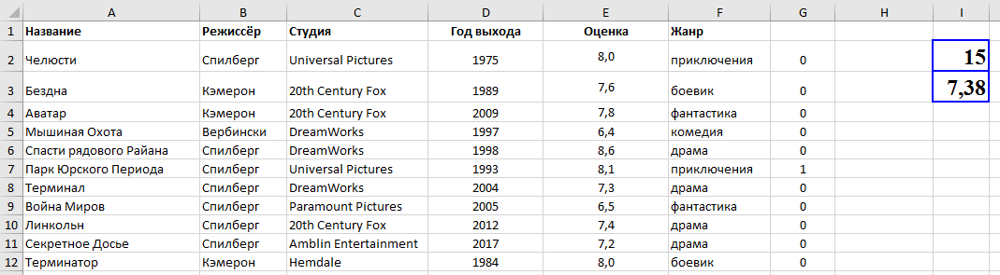 A B C D E F G H I
1 Название Режиссёр Студия Год выхода Оценка Жанр
2 Челюсти Спилберг Universal Pictures 1975 8,0 приключения 0 15
3 Бездна Кэмерон 20th Century Fox 1989 7,6 боевик 0 7,38
4 Аватар Кэмерон 20th Century Fox 2009 7,8 фантастика 0
5 Мышиная Охота Вербински DreamWorks 1997 6,4 комедия 0
6 Спасти рядового Райана Спилберг DreamWorks 1998 8,6 драма 0
7 Парк Юрского Периода Спилберг Universal Pictures 1993 8,1 приключения 1
8 Терминал Спилберг DreamWorks 2004 7,3 драма 0
9 Война Миров Спилберг Paramount Pictures 2005 6,5 фантастика 0
10 Линкольн Спилберг 20th Century Fox 2012 7,4 драма 0
11 Секретное Досье Спилберг Amblin Entertainment 2017 7,2 драма 0
12 Терминатор Кэмерон Hemdale 1984 8,0 боевик 0